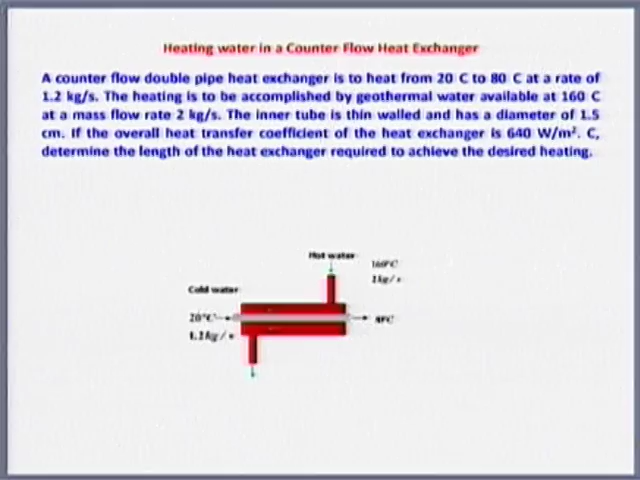 Heating water in a Counter Flow Heat Exchanger
A counter flow double pipe heat exchanger is to heat from 20 C to 80 C at a rate of
1.2 kg/s. The heating is to be accomplished by geothermal water available at 160 C
at a mass flow rate 2 kg/s. The inner tube is thin walled and has a diameter of 1.5
cm. If the overall heat transfer coefficient of the heat exchanger is 640 W/m². C,
determine the length of the heat exchanger required to achieve the desired heating.
Hot water
160°C
Cold water
20°C
1.2kg/s